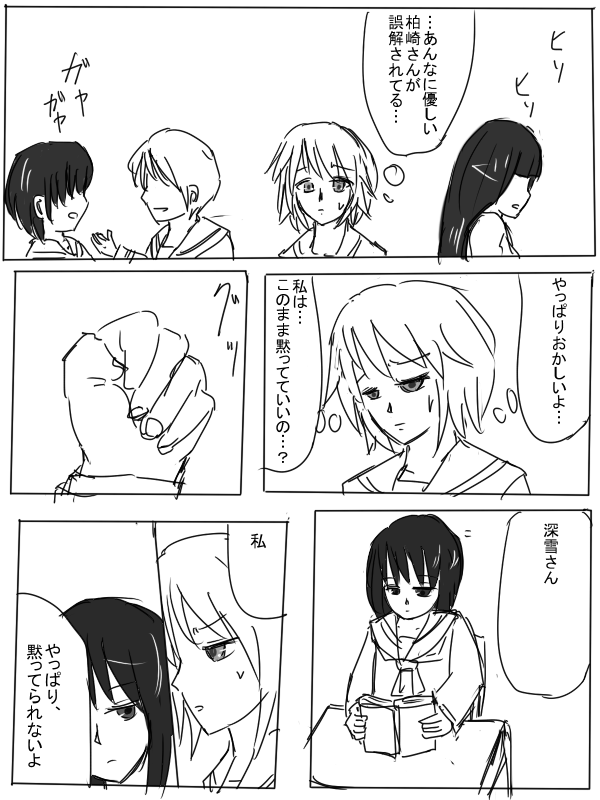 ヒソ
ヒソ
…あんなに優しい
柏崎さんが
誤解されてる…
ガヤ
ガヤ
やっぱりおかしいよ…
私は…
このまま黙ってていいの…？
グッ
深雪さん
私
やっぱり、
黙ってられないよ